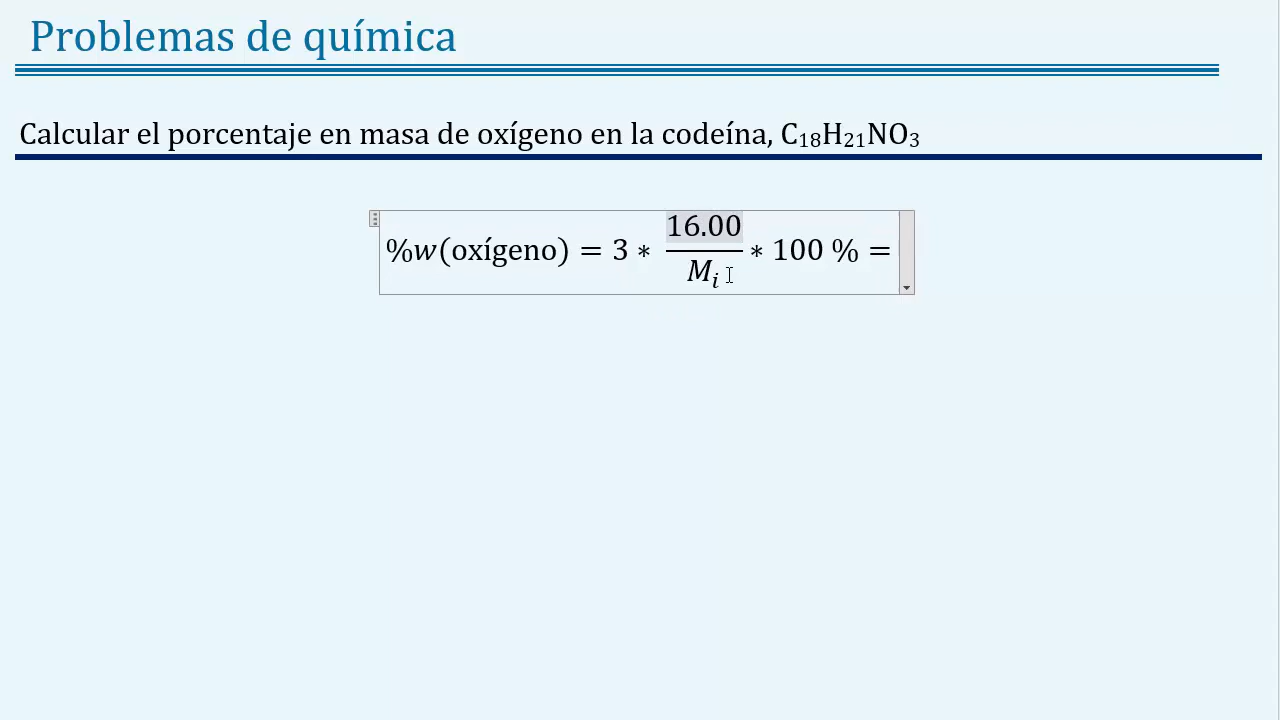 Problemas de química
Calcular el porcentaje en masa de oxígeno en la codeína, C₁₈H₂₁NO₃
%w(oxígeno) = 3 * 16.00/Mᵢ * 100 % =